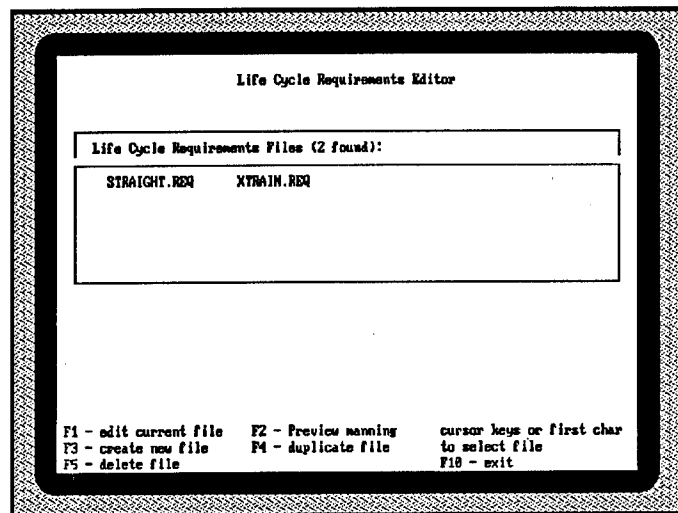 Life Cycle Requirements Editor
Life Cycle Requirements Files (2 found):
STRAIGHT.REQ XTRAIN.REQ
F1 - edit current file F2 - Preview manning cursor keys or first char
F3 - create new file F4 - duplicate file to select file
F5 - delete file F10 - exit